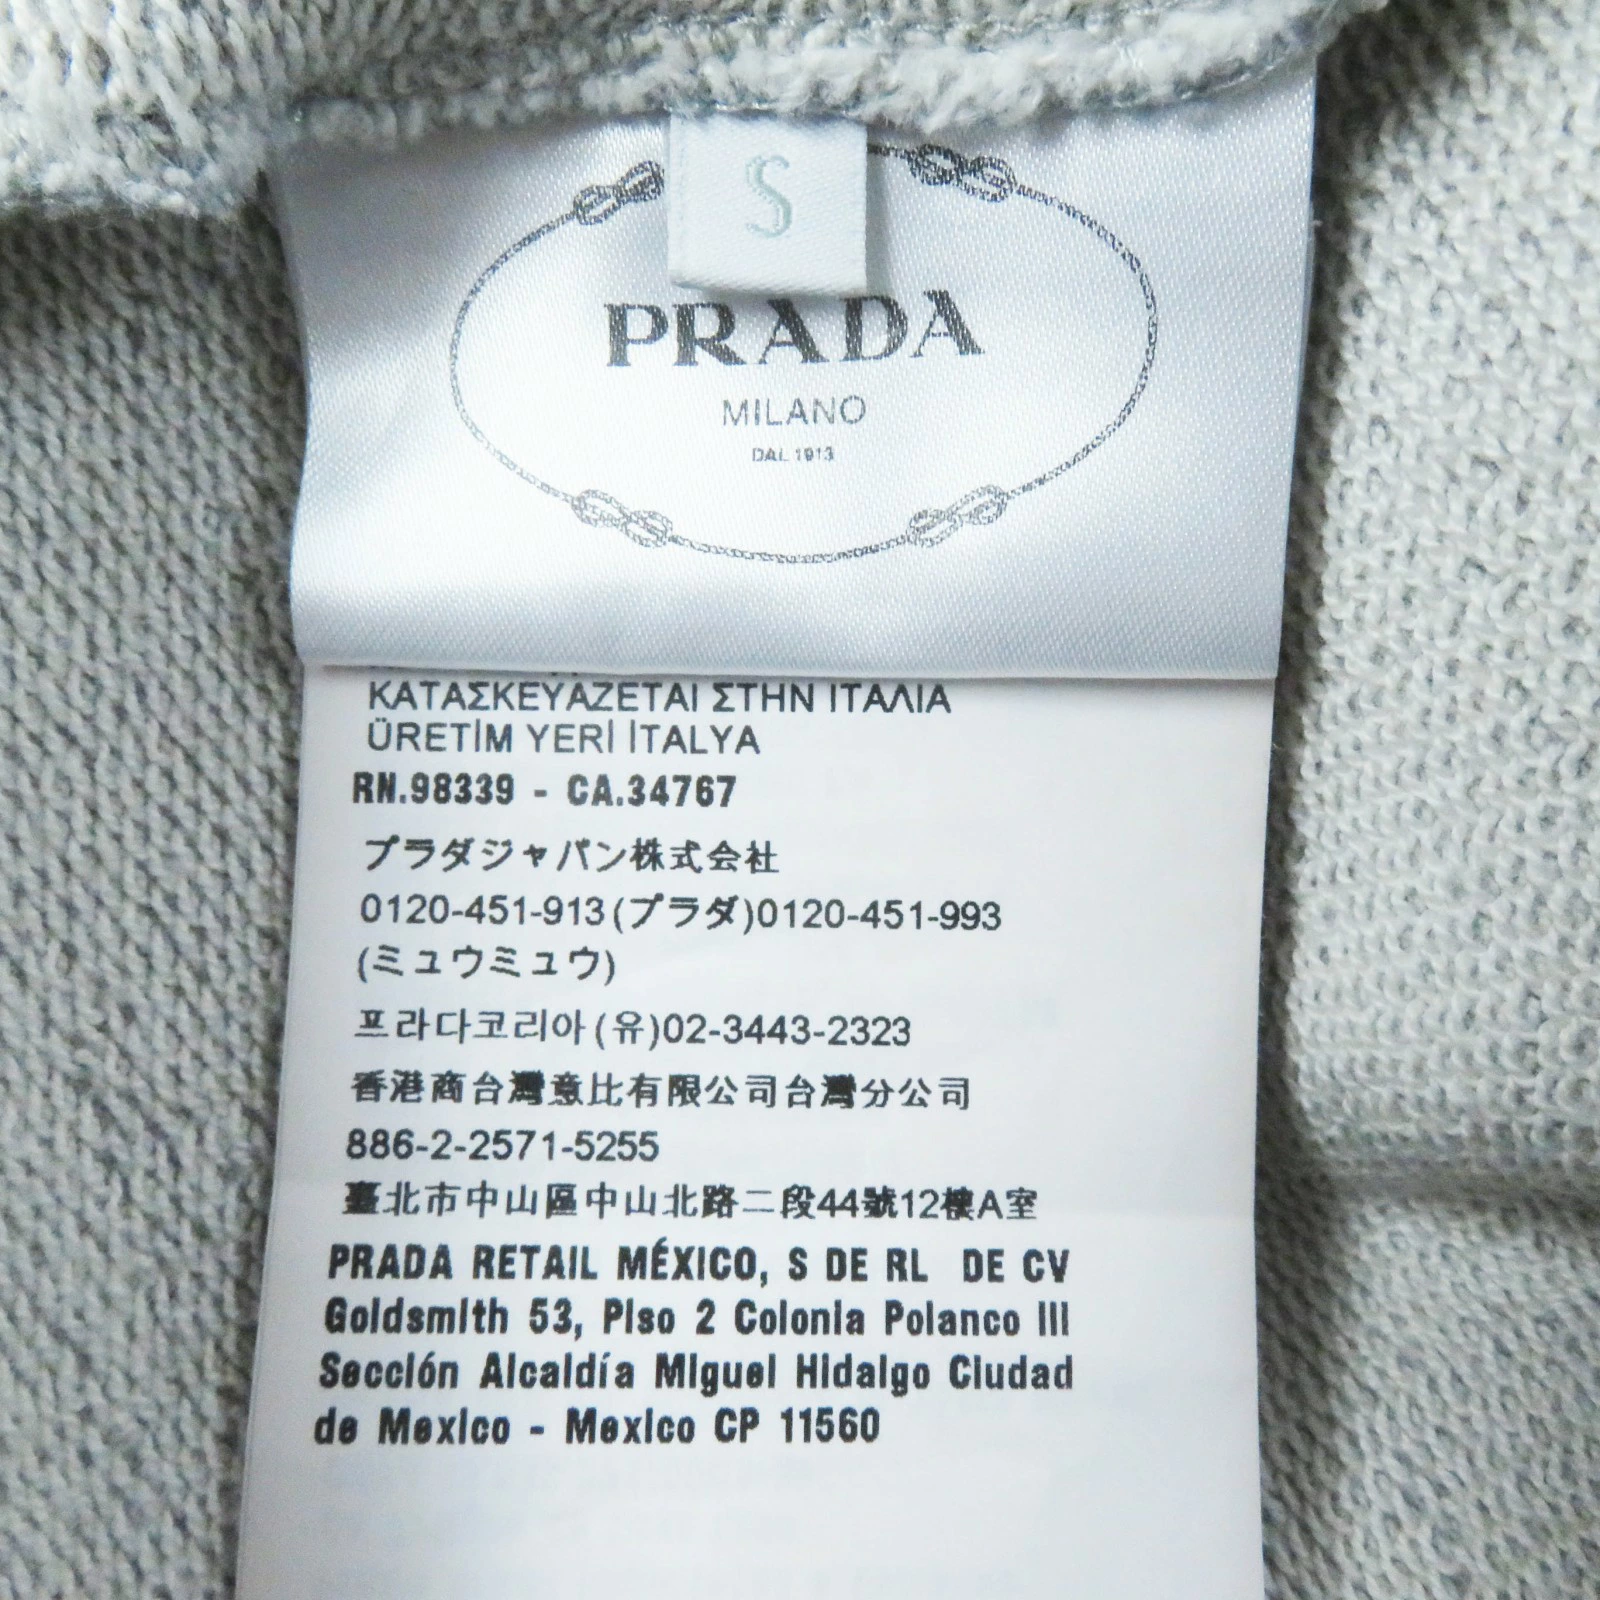 S
PRADA
MILANO
DAL 1913
ΚΑΤΑΣΚΕΥΑΖΕΤΑΙ ΣΤΗΝ ΙΤΑΛΙΑ
ÜRETİM YERİ İTALYA
RN.98339 - CA.34767
プラダジャパン株式会社
0120-451-913(プラダ)0120-451-993
(ミュウミュウ)
프라다코리아(유)02-3443-2323
香港商台灣意比有限公司台灣分公司
886-2-2571-5255
臺北市中山區中山北路二段44號12樓A室
PRADA RETAIL MÉXICO, S DE RL DE CV
Goldsmith 53, Piso 2 Colonia Polanco III
Sección Alcaldía Miguel Hidalgo Ciudad
de Mexico - Mexico CP 11560